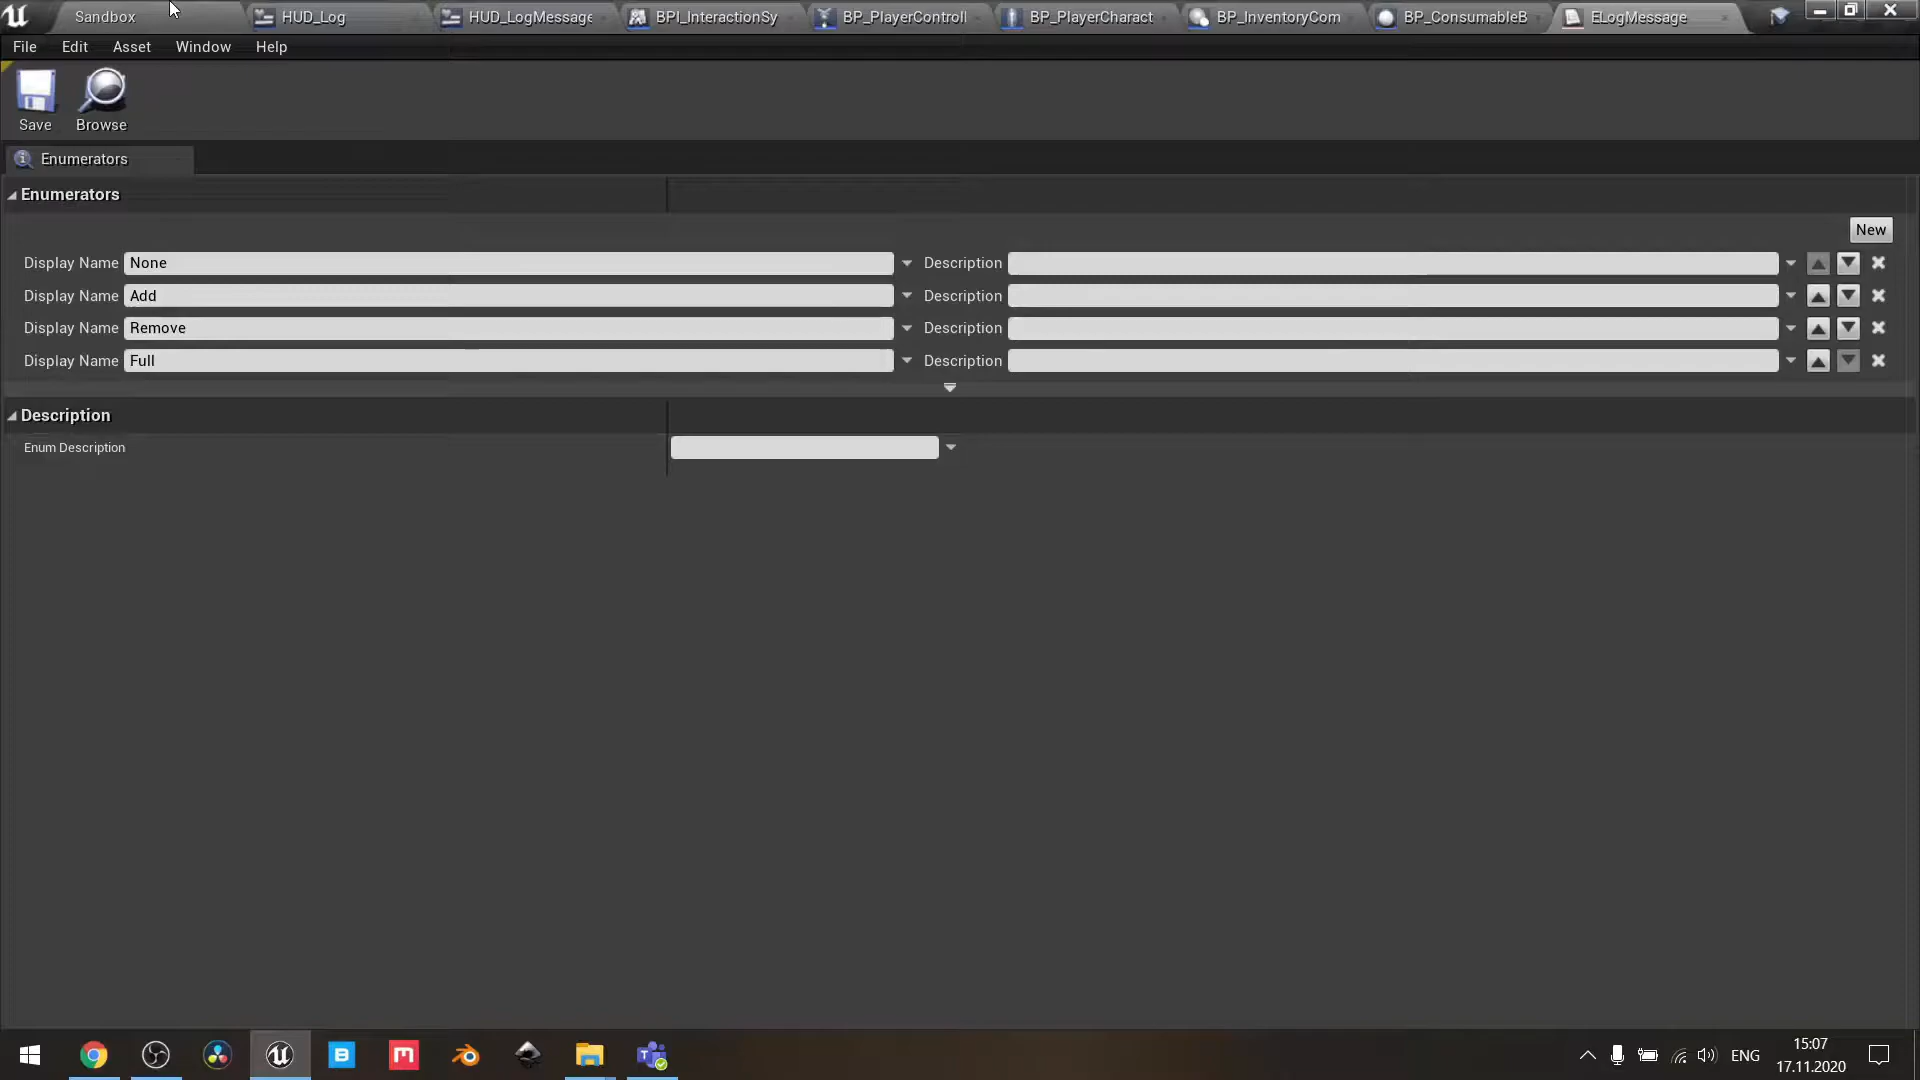 Sandbox
HUD_Log
HUD_LogMessage
BPI_InteractionSy
BP_PlayerControll
BP_PlayerCharact
BP_InventoryCom
BP_ConsumableB
ELogMessage
File Edit Asset Window Help
Save Browse
Enumerators
Enumerators
New
Display Name None Description
Display Name Add Description
Display Name Remove Description
Display Name Full Description
Description
Enum Description
ENG
15:07
17.11.2020